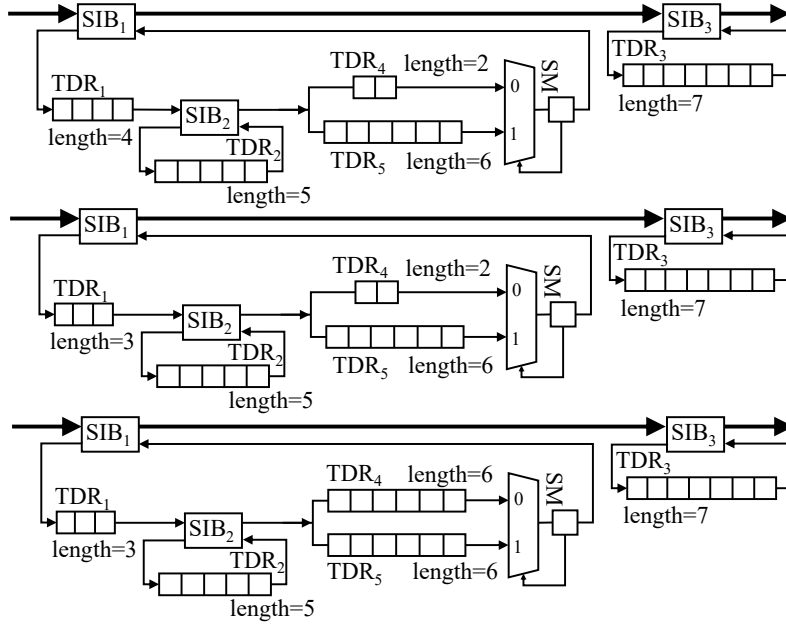 SIB1 SIB3
TDR1 TDR4 length=2 SM TDR3
0
length=4 SIB2 1 length=7
TDR2
TDR5 length=6
length=5
SIB1 SIB3
TDR1 TDR4 length=2 SM TDR3
0
length=3 SIB2 1 length=7
TDR2
TDR5 length=6
length=5
SIB1 SIB3
TDR1 TDR4 length=6 SM TDR3
0
length=3 SIB2 1 length=7
TDR2
TDR5 length=6
length=5